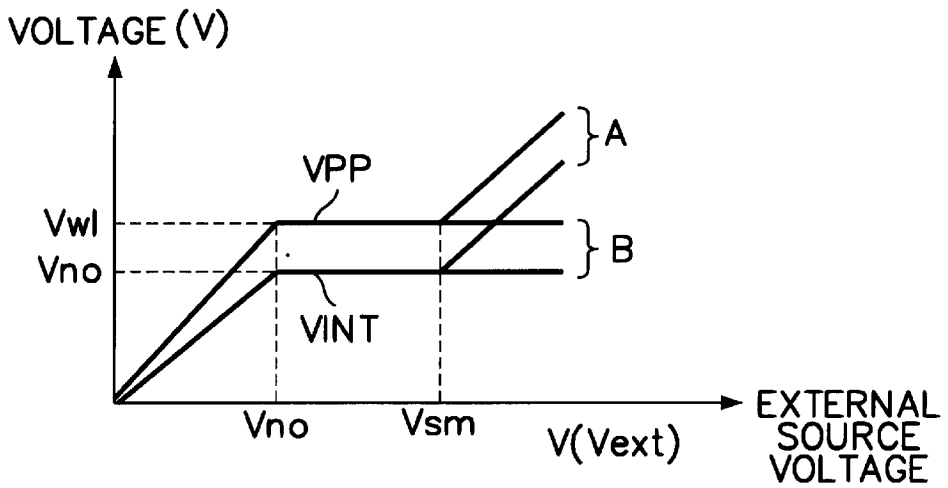 VOLTAGE (V)
VPP
A
Vwl
B
Vno
VINT
Vno
Vsm
V(Vext)
EXTERNAL
SOURCE
VOLTAGE